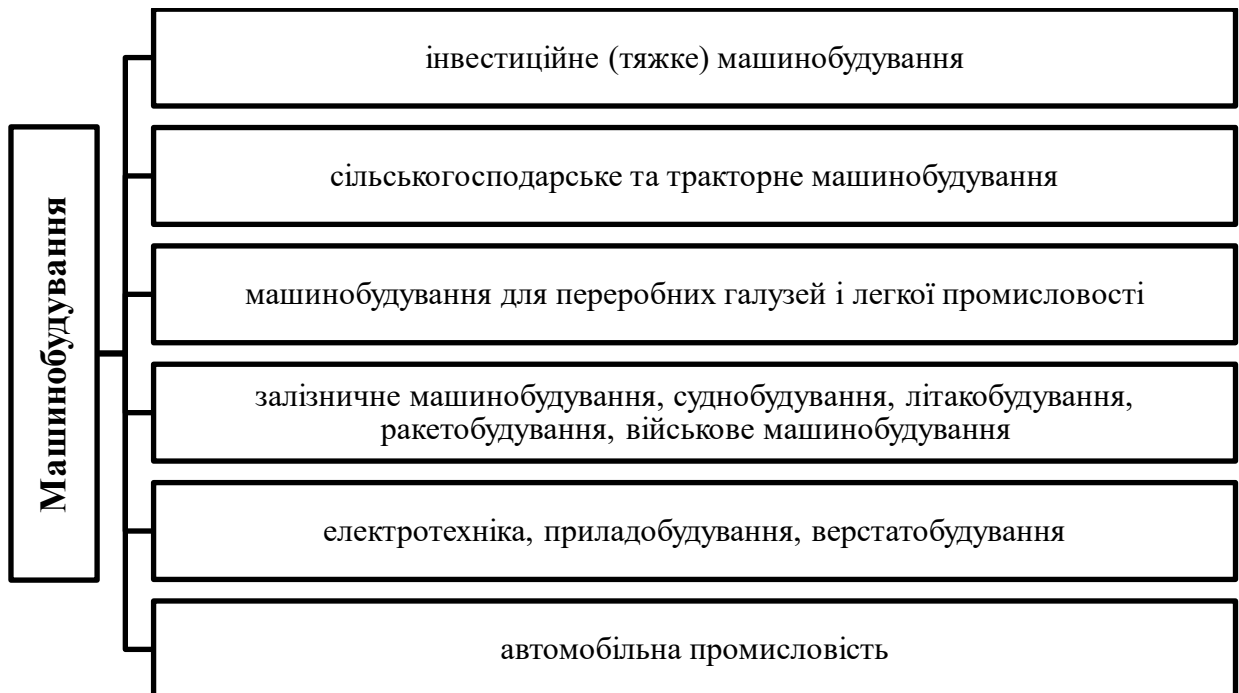 Машинобудування
інвестиційне (тяжке) машинобудування
сільськогосподарське та тракторне машинобудування
машинобудування для переробних галузей і легкої промисловості
залізничне машинобудування, суднобудування, літакобудування,
ракетобудування, військове машинобудування
електротехніка, приладобудування, верстатобудування
автомобільна промисловість